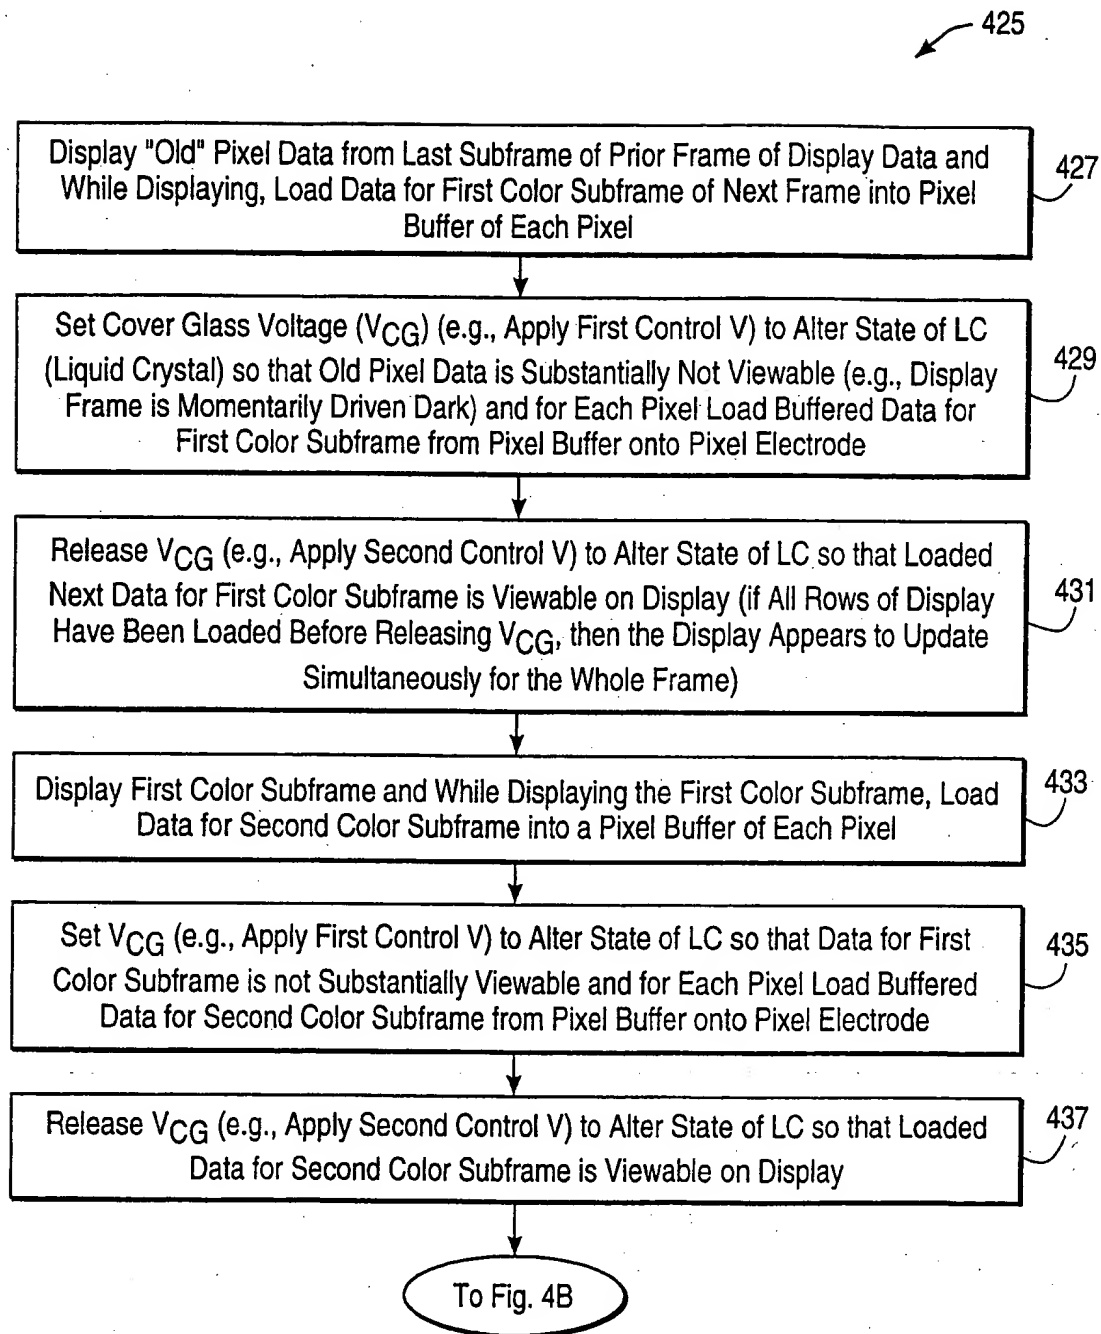 425
Display "Old" Pixel Data from Last Subframe of Prior Frame of Display Data and
While Displaying, Load Data for First Color Subframe of Next Frame into Pixel
Buffer of Each Pixel
427
Set Cover Glass Voltage (VCG) (e.g., Apply First Control V) to Alter State of LC
(Liquid Crystal) so that Old Pixel Data is Substantially Not Viewable (e.g., Display
Frame is Momentarily Driven Dark) and for Each Pixel Load Buffered Data for
First Color Subframe from Pixel Buffer onto Pixel Electrode
429
Release VCG (e.g., Apply Second Control V) to Alter State of LC so that Loaded
Next Data for First Color Subframe is Viewable on Display (if All Rows of Display
Have Been Loaded Before Releasing VCG, then the Display Appears to Update
Simultaneously for the Whole Frame)
431
Display First Color Subframe and While Displaying the First Color Subframe, Load
Data for Second Color Subframe into a Pixel Buffer of Each Pixel
433
Set VCG (e.g., Apply First Control V) to Alter State of LC so that Data for First
Color Subframe is not Substantially Viewable and for Each Pixel Load Buffered
Data for Second Color Subframe from Pixel Buffer onto Pixel Electrode
435
Release VCG (e.g., Apply Second Control V) to Alter State of LC so that Loaded
Data for Second Color Subframe is Viewable on Display
437
To Fig. 4B